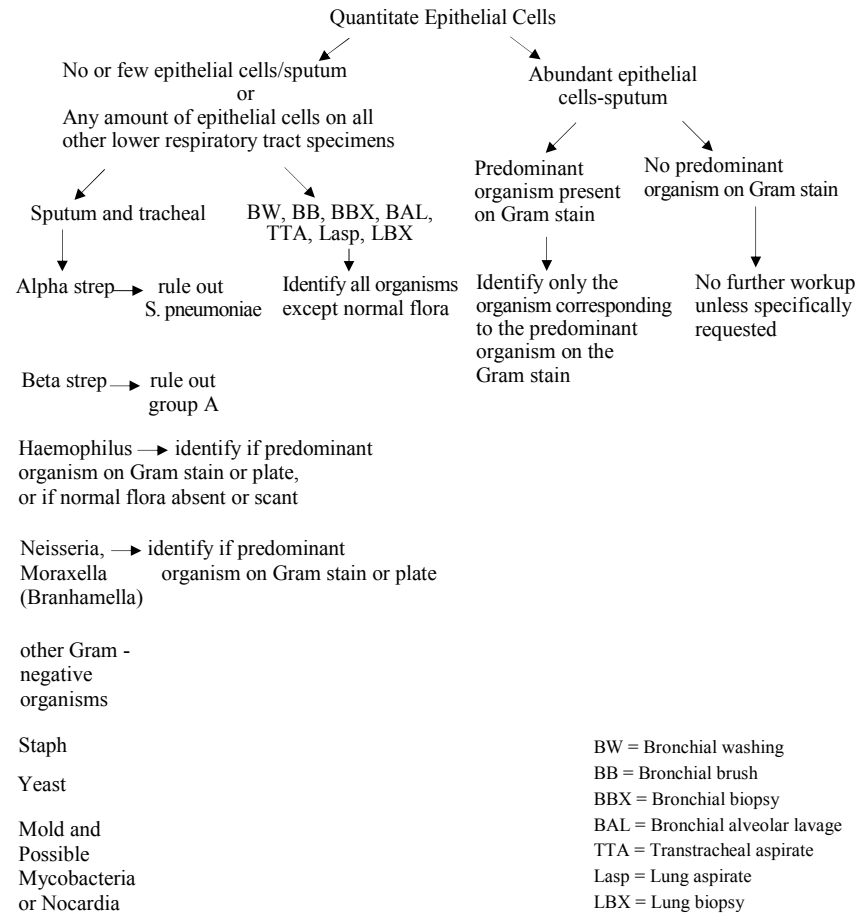 Quantitate Epithelial Cells
No or few epithelial cells/sputum
or
Any amount of epithelial cells on all
other lower respiratory tract specimens
Abundant epithelial
cells-sputum
Sputum and tracheal
BW, BB, BBX, BAL,
TTA, Lasp, LBX
Predominant
organism present
on Gram stain
No predominant
organism on Gram stain
Alpha strep
rule out
S. pneumoniae
Identify all organisms
except normal flora
Identify only the
organism corresponding
to the predominant
organism on the
Gram stain
No further workup
unless specifically
requested
Beta strep
rule out
group A
Haemophilus identify if predominant
organism on Gram stain or plate,
or if normal flora absent or scant
Neisseria, identify if predominant
Moraxella organism on Gram stain or plate
(Branhamella)
other Gram -
negative
organisms
Staph
Yeast
Mold and
Possible
Mycobacteria
or Nocardia
BW = Bronchial washing
BB = Bronchial brush
BBX = Bronchial biopsy
BAL = Bronchial alveolar lavage
TTA = Transtracheal aspirate
Lasp = Lung aspirate
LBX = Lung biopsy